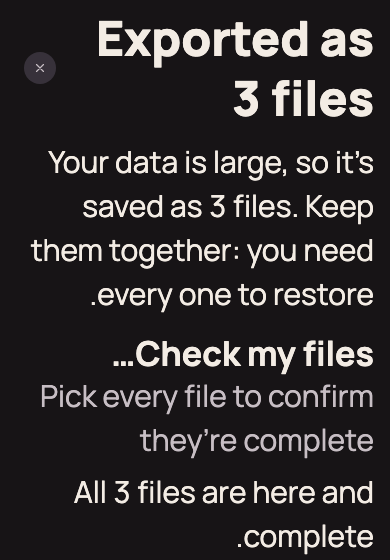 Exported as
3 files
Your data is large, so it's
saved as 3 files. Keep
them together: you need
.every one to restore
…Check my files
Pick every file to confirm
they're complete
All 3 files are here and
.complete